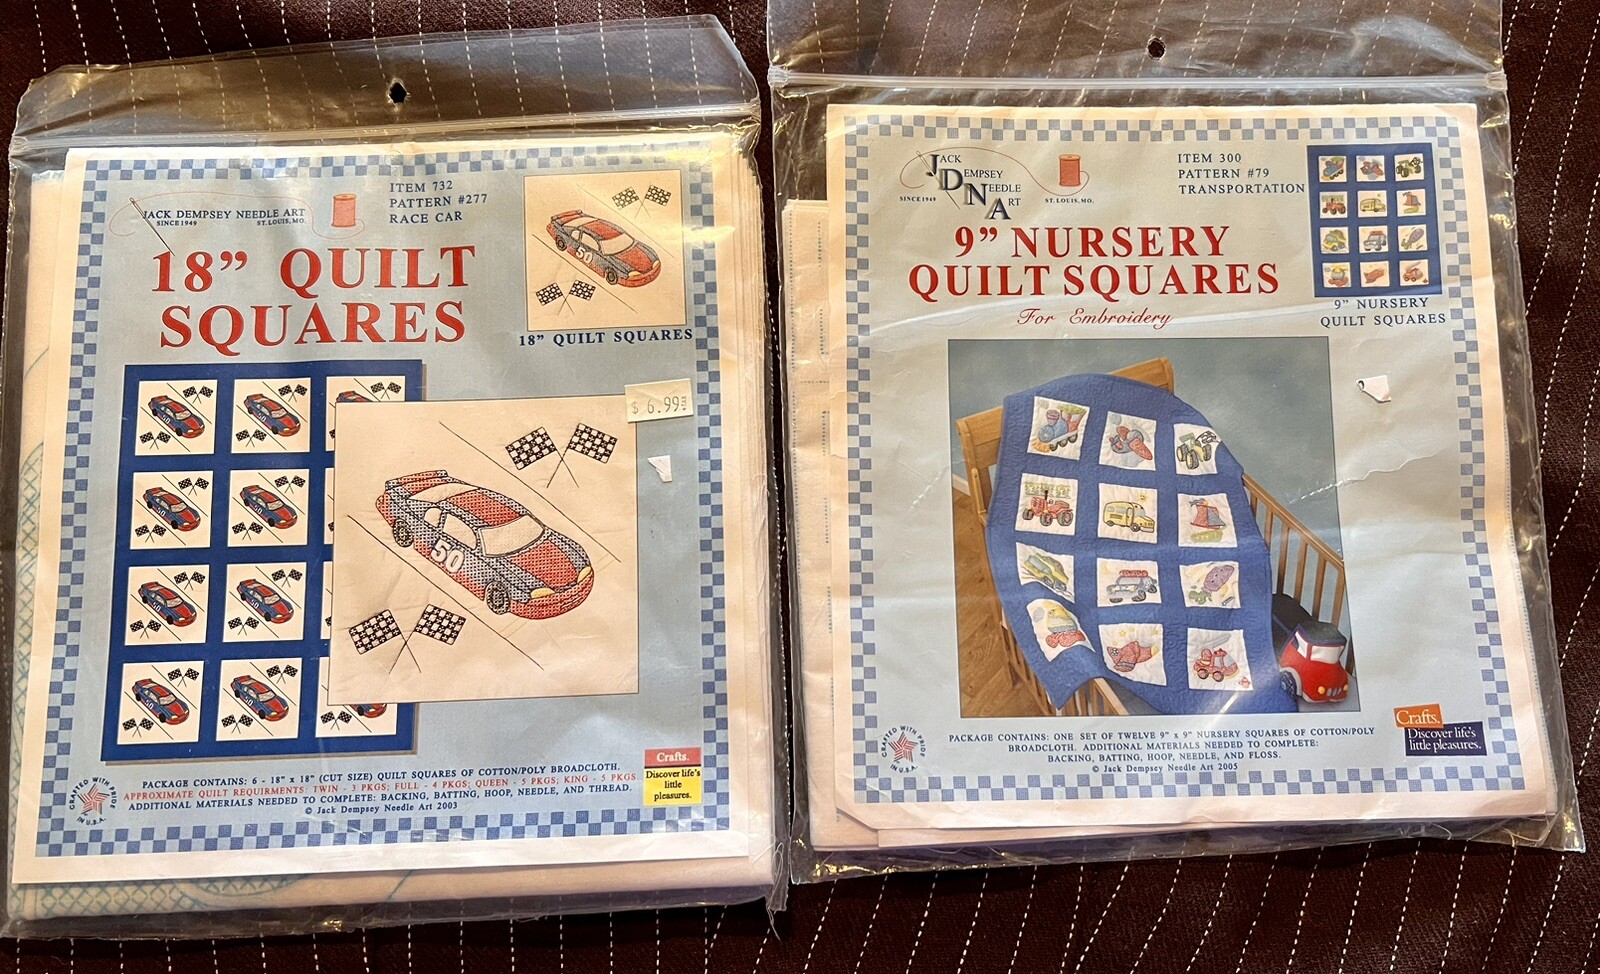 JACK DEMPSEY NEEDLE ART
SINCE 1949 ST. LOUIS, MO.
ITEM 732
PATTERN #277
RACE CAR
18” QUILT
SQUARES
18” QUILT SQUARES
$ 6.99
50
PACKAGE CONTAINS: 6 - 18" x 18" (CUT SIZE) QUILT SQUARES OF COTTON/POLY BROADCLOTH.
APPROXIMATE QUILT REQUIRMENTS: TWIN - 3 PKGS; FULL - 4 PKGS; QUEEN - 5 PKGS; KING - 5 PKGS
ADDITIONAL MATERIALS NEEDED TO COMPLETE: BACKING, BATTING, HOOP, NEEDLE, AND THREAD.
© Jack Dempsey Needle Art 2003
CRAFTED WITH PRIDE
IN U.S.A.
Crafts.
Discover life's
little
pleasures.
JACK
DEMPSEY
NEEDLE
ART
SINCE 1949
ST. LOUIS, MO.
ITEM 300
PATTERN #79
TRANSPORTATION
9” NURSERY
QUILT SQUARES
For Embroidery
9” NURSERY
QUILT SQUARES
PACKAGE CONTAINS: ONE SET OF TWELVE 9" x 9" NURSERY SQUARES OF COTTON/POLY
BROADCLOTH. ADDITIONAL MATERIALS NEEDED TO COMPLETE:
BACKING, BATTING, HOOP, NEEDLE, AND FLOSS.
© Jack Dempsey Needle Art 2005
CRAFTED WITH PRIDE
IN U.S.A.
Crafts.
Discover life's
little pleasures.